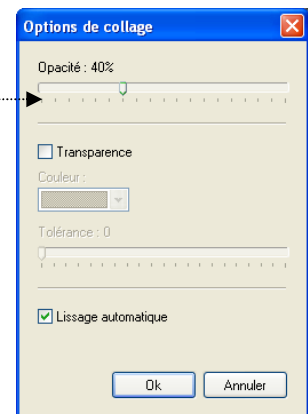 Options de collage
Opacité : 40%
Transparence
Couleur :
Tolérance : 0
Lissage automatique
Ok Annuler